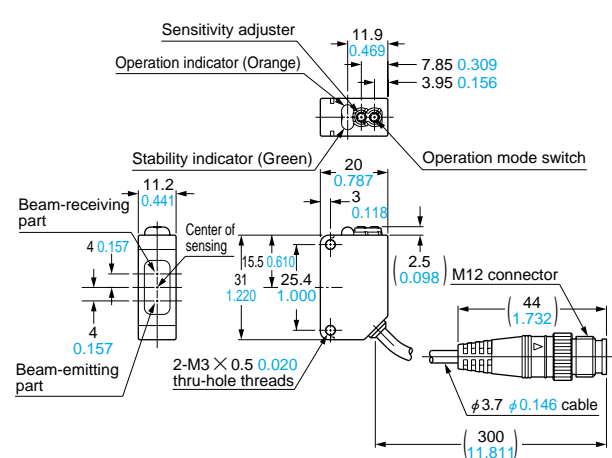 Sensitivity adjuster
11.9
0.469
Operation indicator (Orange)
7.85 0.309
3.95 0.156
Stability indicator (Green)
Operation mode switch
20
0.787
11.2
0.441
3
0.118
Beam-receiving
part
Center of
sensing
4 0.157
15.5 0.610
31
1.220
25.4
1.000
(2.5
0.098)
M12 connector
(44
1.732)
4
0.157
Beam-emitting
part
2-M3 × 0.5 0.020
thru-hole threads
φ3.7 φ0.146 cable
(300
11.811)